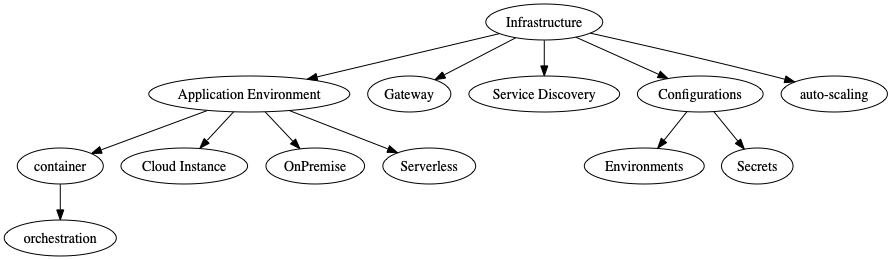 Infrastructure
Application Environment
Gateway
Service Discovery
Configurations
auto-scaling
container
Cloud Instance
OnPremise
Serverless
Environments
Secrets
orchestration